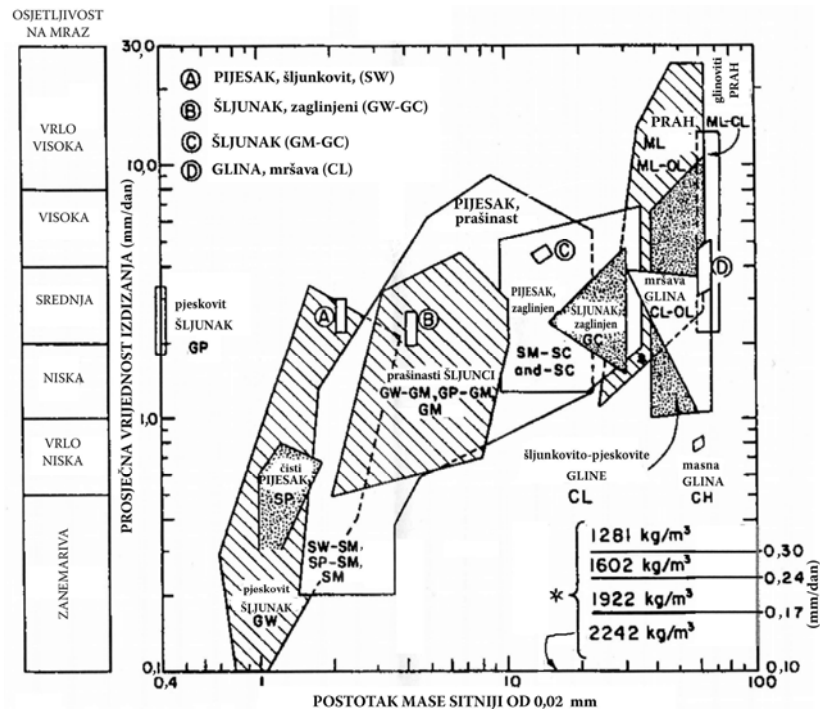 OSJETLJIVOST
NA MRAZ
VRLO
VISOKA
VISOKA
SREDNJA
NISKA
VRLO
NISKA
ZANEMARIVA
PROSJEČNA VRIJEDNOST IZDIZANJA (mm/dan)
30.0
10,0
1,0
0,1
A PIJESAK, šljunkovit, (SW)
B ŠLJUNAK, zaglinjeni (GW-GC)
C ŠLJUNAK (GM-GC)
D GLINA, mršava (CL)
glinoviti
PRAH
ML-CL
PRAH
ML
ML-OL
PIJESAK,
prašinast
C
D
pjeskovit
ŠLJUNAK
GP
A
B
PIJESAK,
zaglinjen
SM-SC
and-SC
ŠLJUNAK,
zaglinjen
GC
mršava
GLINA
CL-OL
prašinasti ŠLJUNCI
GW-GM, GP-GM,
GM
čisti
PIJESAK
SP
šljunkovito-pjeskovite
GLINE
CL
masna
GLINA
CH
SW-SM,
SP-SM,
SM
pjeskovit
ŠLJUNAK
GW
*
1281 kg/m³
1602 kg/m³
1922 kg/m³
2242 kg/m³
0,30
0,24
0,17
0,10
(mm/dan)
0,4
1
10
100
POSTOTAK MASE SITNIJI OD 0,02 mm